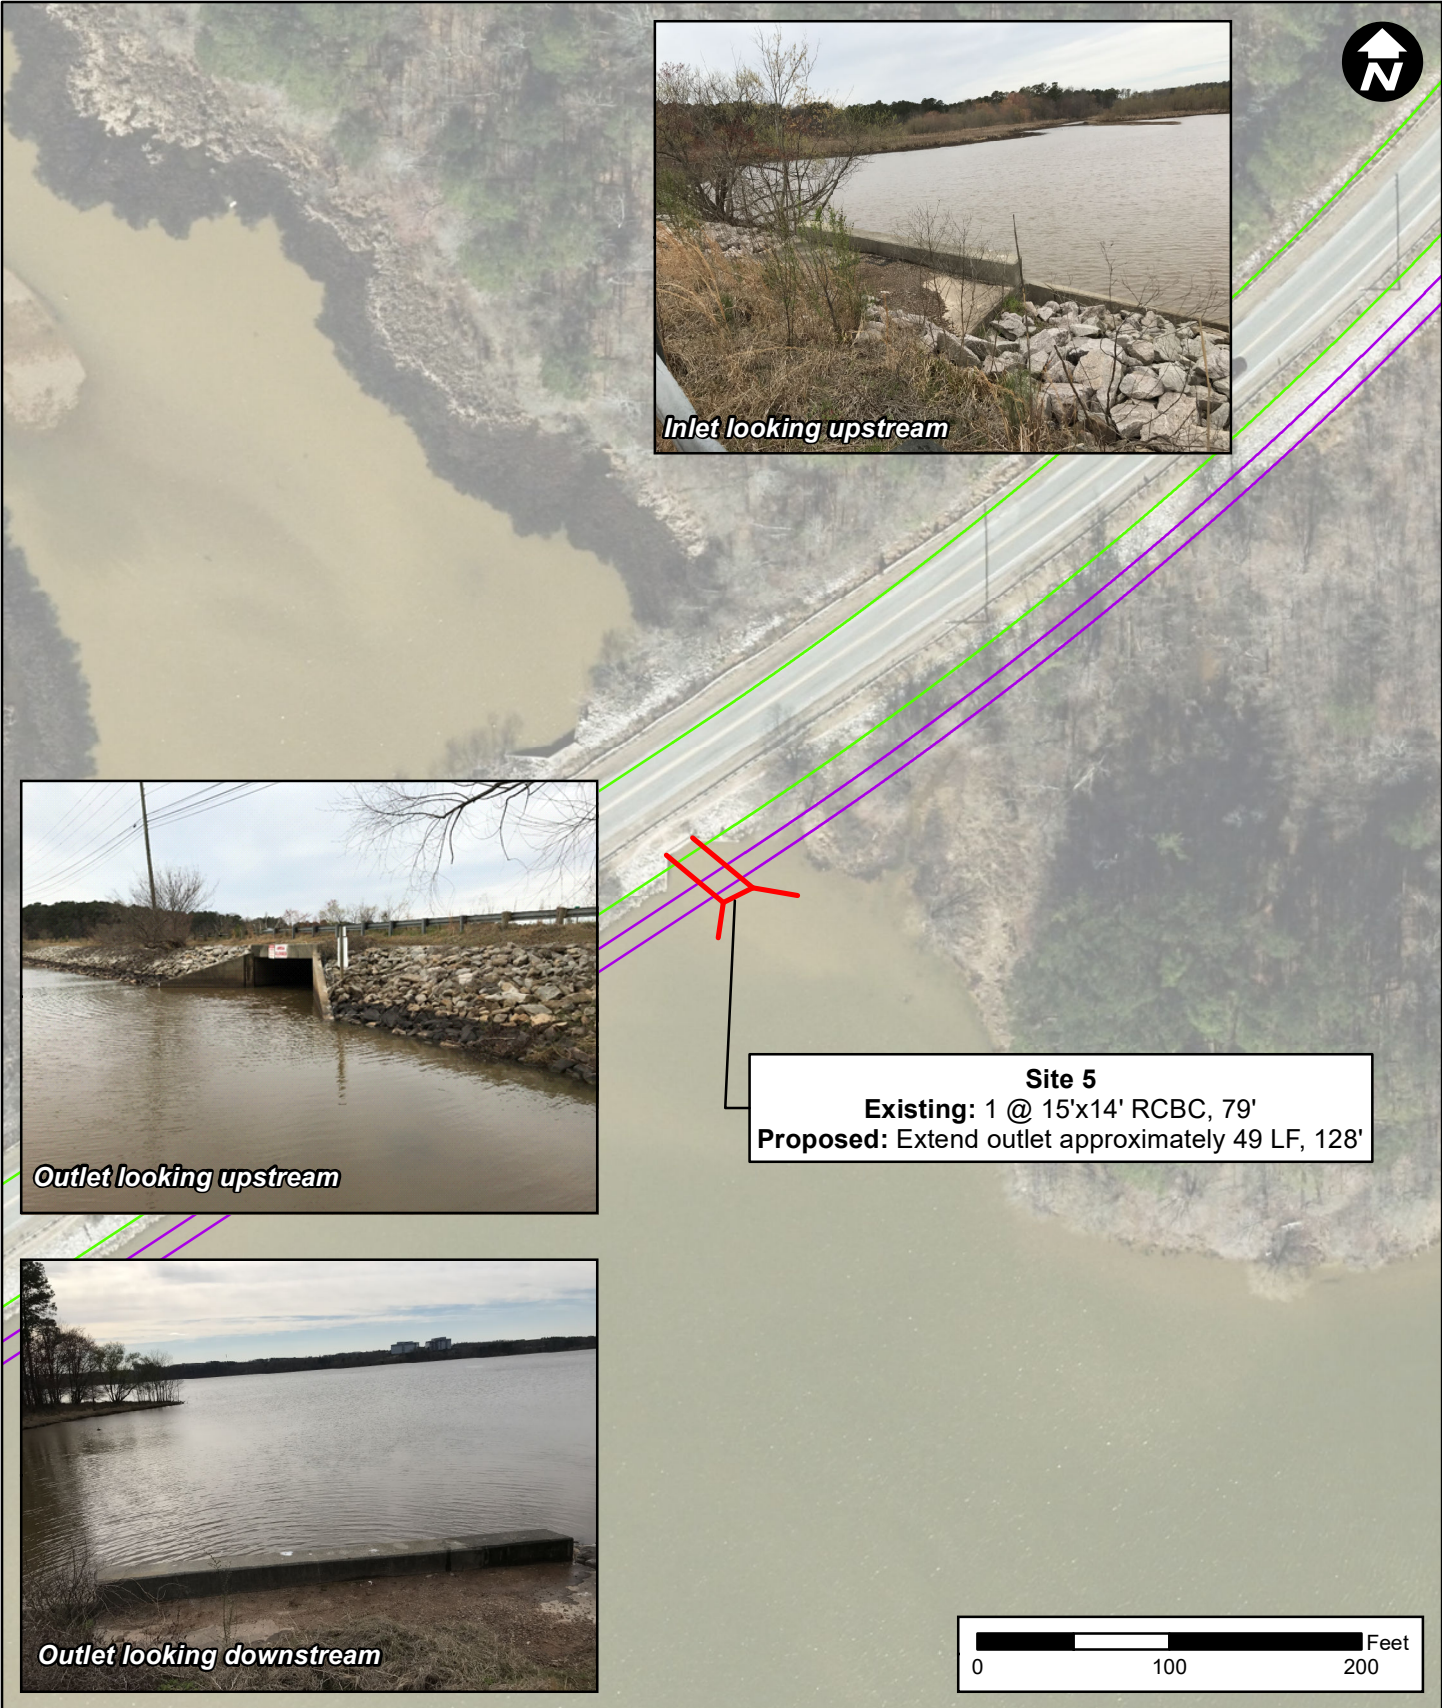 N
Inlet looking upstream
Outlet looking upstream
Site 5
Existing: 1 @ 15'x14' RCBC, 79'
Proposed: Extend outlet approximately 49 LF, 128'
Outlet looking downstream
Feet
0 100 200